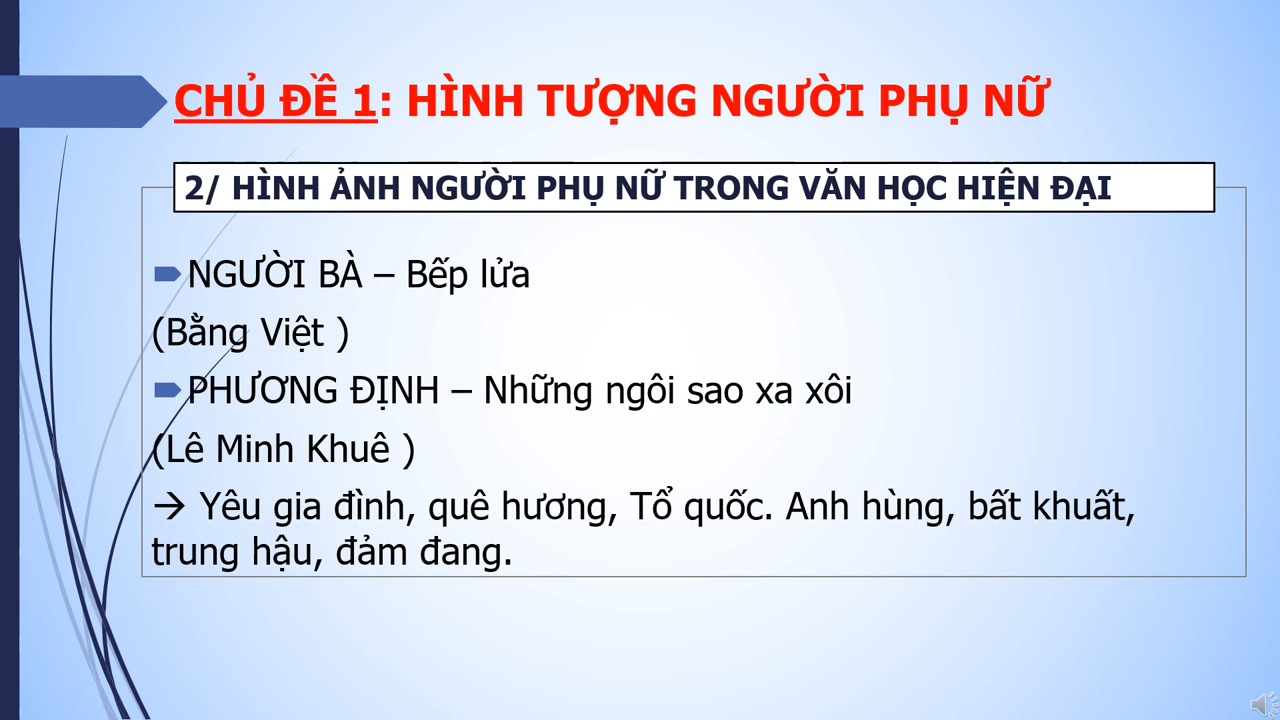 CHỦ ĐỀ 1: HÌNH TƯỢNG NGƯỜI PHỤ NỮ
2/ HÌNH ẢNH NGƯỜI PHỤ NỮ TRONG VĂN HỌC HIỆN ĐẠI
NGƯỜI BÀ – Bếp lửa
(Bằng Việt )
PHƯƠNG ĐỊNH – Những ngôi sao xa xôi
(Lê Minh Khuê )
→ Yêu gia đình, quê hương, Tổ quốc. Anh hùng, bất khuất,
trung hậu, đảm đang.